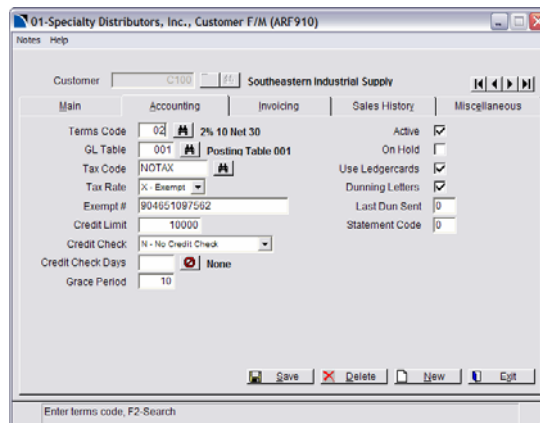 01-Specialty Distributors, Inc., Customer F/M (ARF910)
Notes Help
Customer C100 Southeastern Industrial Supply
Main Accounting Invoicing Sales History Miscellaneous
Terms Code 02 2% 10 Net 30 Active
GL Table 001 Posting Table 001 On Hold
Tax Code NOTAX Use Ledgercards
Tax Rate X - Exempt Dunning Letters
Exempt # 904651097562 Last Dun Sent 0
Credit Limit 10000 Statement Code 0
Credit Check N - No Credit Check
Credit Check Days None
Grace Period 10
Save Delete New Exit
Enter terms code, F2-Search